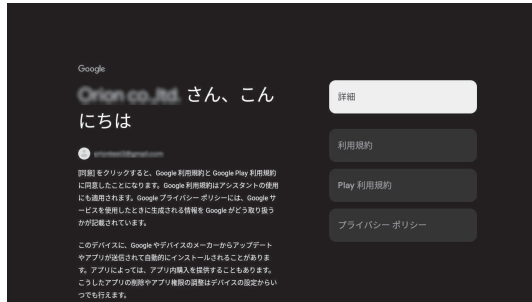 Google
さん、こん
にちは
[同意] をクリックすると、Google 利用規約と Google Play 利用規約
に同意したことになります。Google 利用規約はアシスタントの使用
にも適用されます。Google プライバシー ポリシーには、Google サ
ービスを使用したときに生成される情報を Google がどう取り扱う
かが記載されています。
このデバイスに、Google やデバイスのメーカーからアップデート
やアプリが送信されて自動的にインストールされることがありま
す。アプリによっては、アプリ内購入を提供することもあります。
こうしたアプリの削除やアプリ権限の調整はデバイスの設定からい
つでも行えます。
詳細
利用規約
Play 利用規約
プライバシー ポリシー